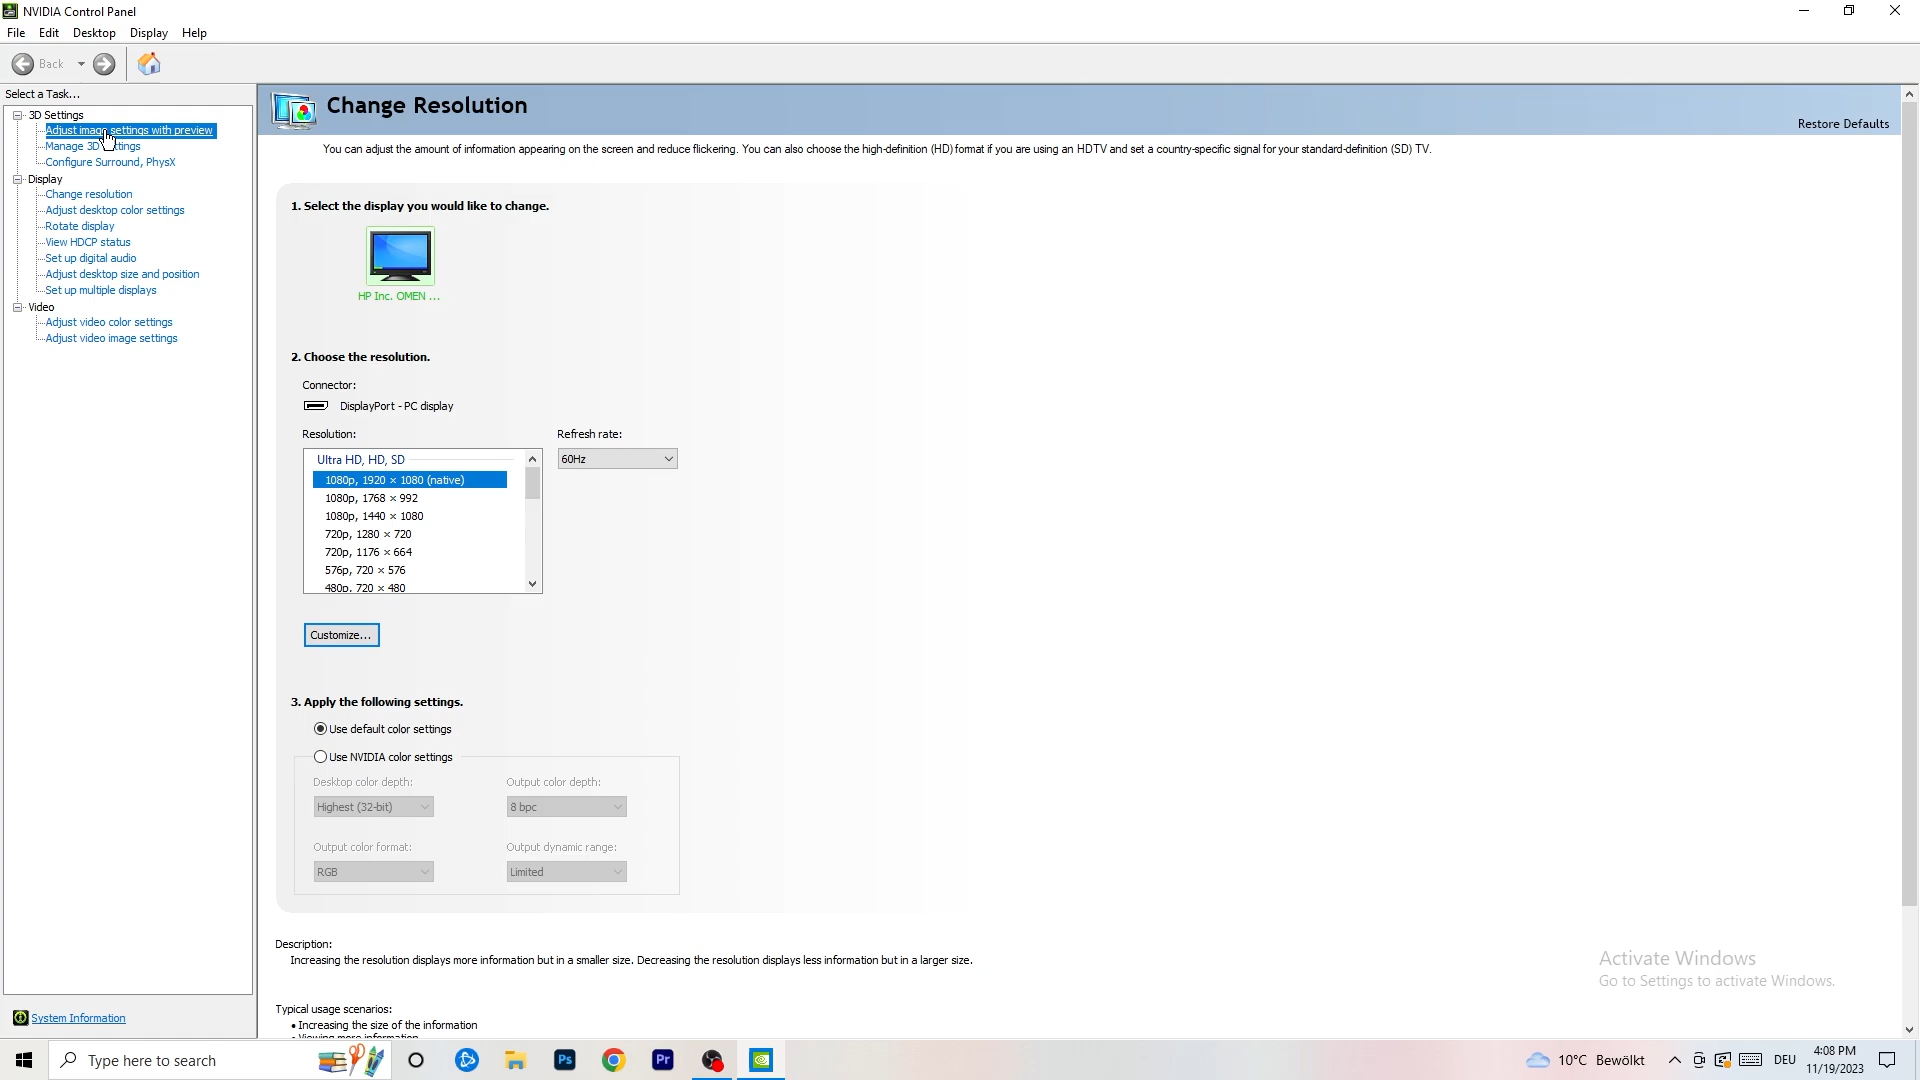 NVIDIA Control Panel
File Edit Desktop Display Help
Back
Select a Task...
3D Settings
Adjust image settings with preview
Manage 3D
Configure Surround, PhysX
Display
Change resolution
Adjust desktop color settings
Rotate display
View HDCP status
Set up digital audio
Adjust desktop size and position
Set up multiple displays
Video
Adjust video color settings
Adjust video image settings
System Information
Change Resolution
Restore Defaults
You can adjust the amount of information appearing on the screen and reduce flickering. You can also choose the high-definition (HD) format if you are using an HDTV and set a country-specific signal for your standard-definition (SD) TV.
1. Select the display you would like to change.
HP Inc. OMEN ...
2. Choose the resolution.
Connector:
DisplayPort - PC display
Resolution:
Refresh rate:
Ultra HD, HD, SD
60Hz
1080p, 1920 × 1080 (native)
1080p, 1768 × 992
1080p, 1440 × 1080
720p, 1280 × 720
720p, 1176 × 664
576p, 720 × 576
480p, 720 × 480
Customize...
3. Apply the following settings.
Use default color settings
Use NVIDIA color settings
Desktop color depth:
Output color depth:
Highest (32-bit)
8 bpc
Output color format:
Output dynamic range:
RGB
Limited
Description:
Increasing the resolution displays more information but in a smaller size. Decreasing the resolution displays less information but in a larger size.
Typical usage scenarios:
• Increasing the size of the information
• Viewing more information
Activate Windows
Go to Settings to activate Windows.
Type here to search
Ps
Pr
10°C Bewölkt
DEU
4:08 PM
11/19/2023